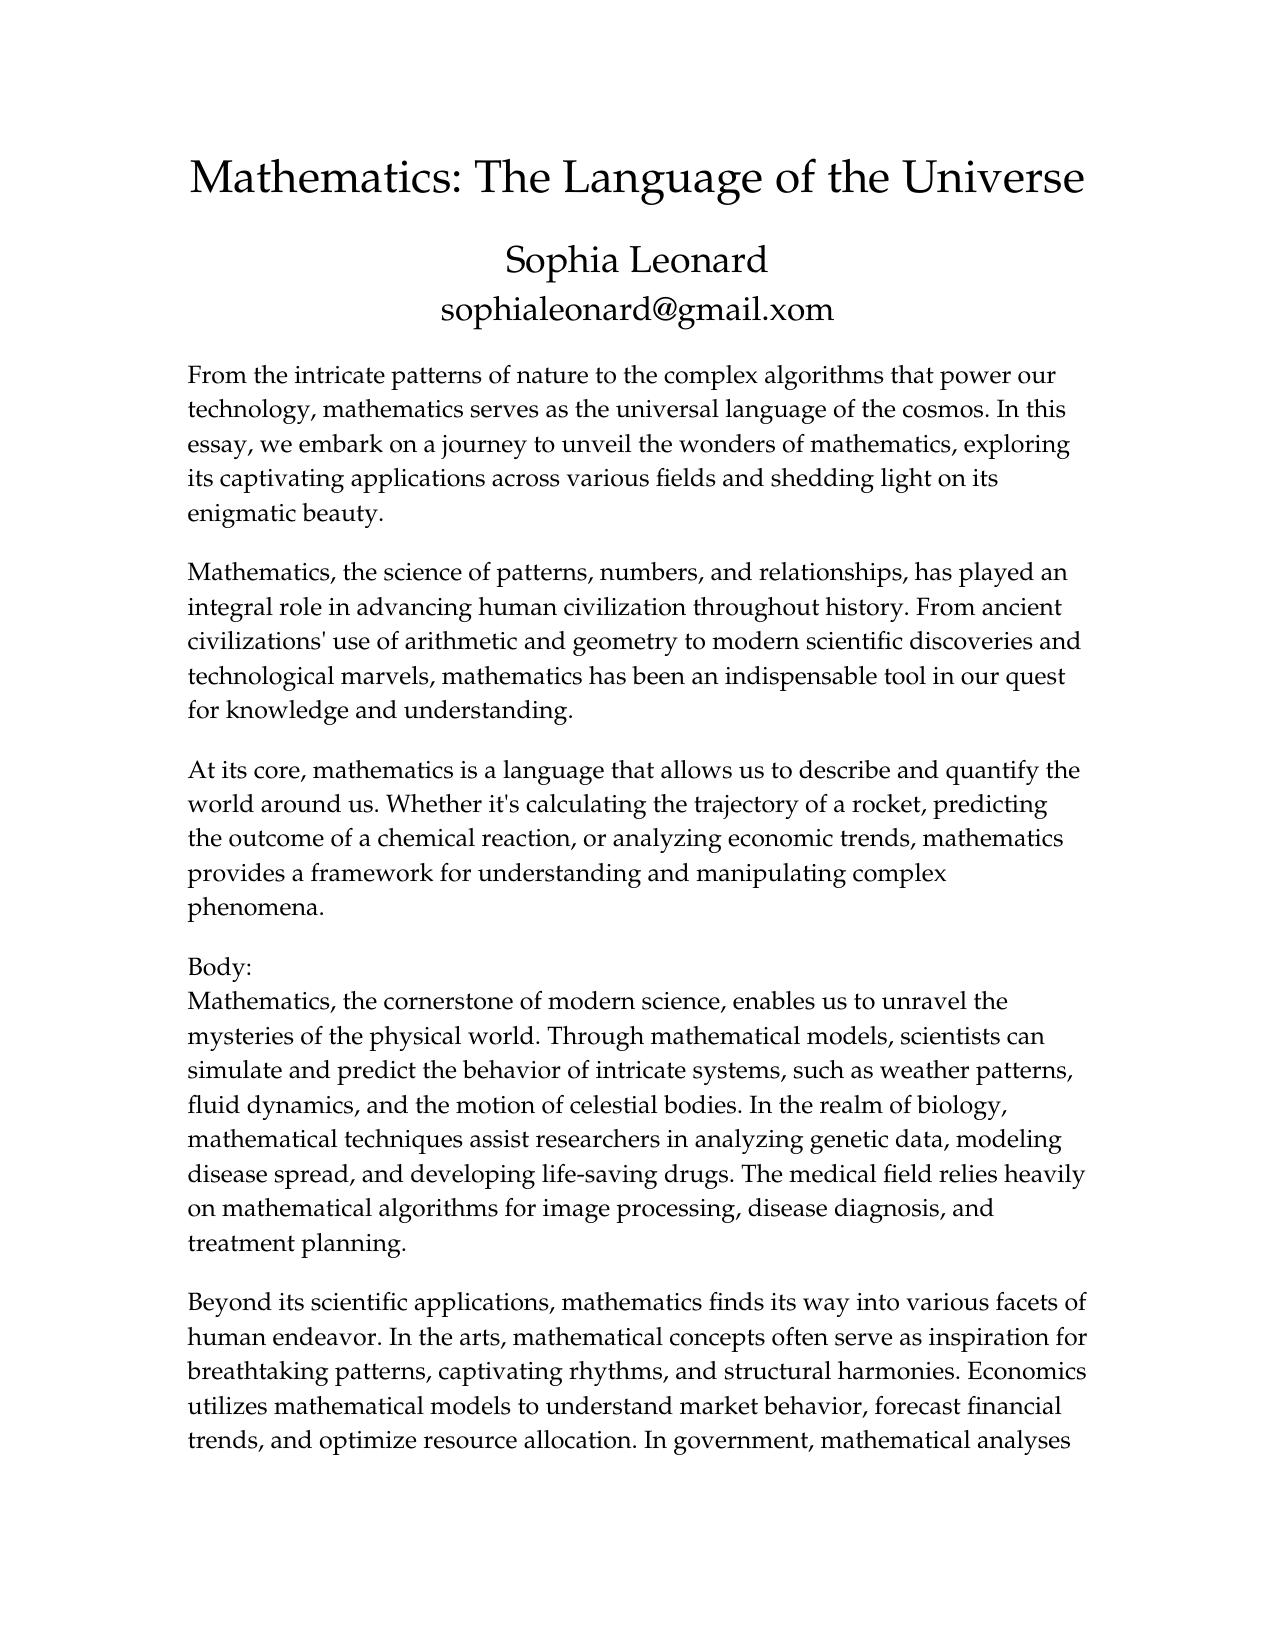 Mathematics: The Language of the Universe
Sophia Leonard
sophialeonard@gmail.xom
From the intricate patterns of nature to the complex algorithms that power our
technology, mathematics serves as the universal language of the cosmos. In this
essay, we embark on a journey to unveil the wonders of mathematics, exploring
its captivating applications across various fields and shedding light on its
enigmatic beauty.
Mathematics, the science of patterns, numbers, and relationships, has played an
integral role in advancing human civilization throughout history. From ancient
civilizations' use of arithmetic and geometry to modern scientific discoveries and
technological marvels, mathematics has been an indispensable tool in our quest
for knowledge and understanding.
At its core, mathematics is a language that allows us to describe and quantify the
world around us. Whether it's calculating the trajectory of a rocket, predicting
the outcome of a chemical reaction, or analyzing economic trends, mathematics
provides a framework for understanding and manipulating complex
phenomena.
Body:
Mathematics, the cornerstone of modern science, enables us to unravel the
mysteries of the physical world. Through mathematical models, scientists can
simulate and predict the behavior of intricate systems, such as weather patterns,
fluid dynamics, and the motion of celestial bodies. In the realm of biology,
mathematical techniques assist researchers in analyzing genetic data, modeling
disease spread, and developing life-saving drugs. The medical field relies heavily
on mathematical algorithms for image processing, disease diagnosis, and
treatment planning.
Beyond its scientific applications, mathematics finds its way into various facets of
human endeavor. In the arts, mathematical concepts often serve as inspiration for
breathtaking patterns, captivating rhythms, and structural harmonies. Economics
utilizes mathematical models to understand market behavior, forecast financial
trends, and optimize resource allocation. In government, mathematical analyses